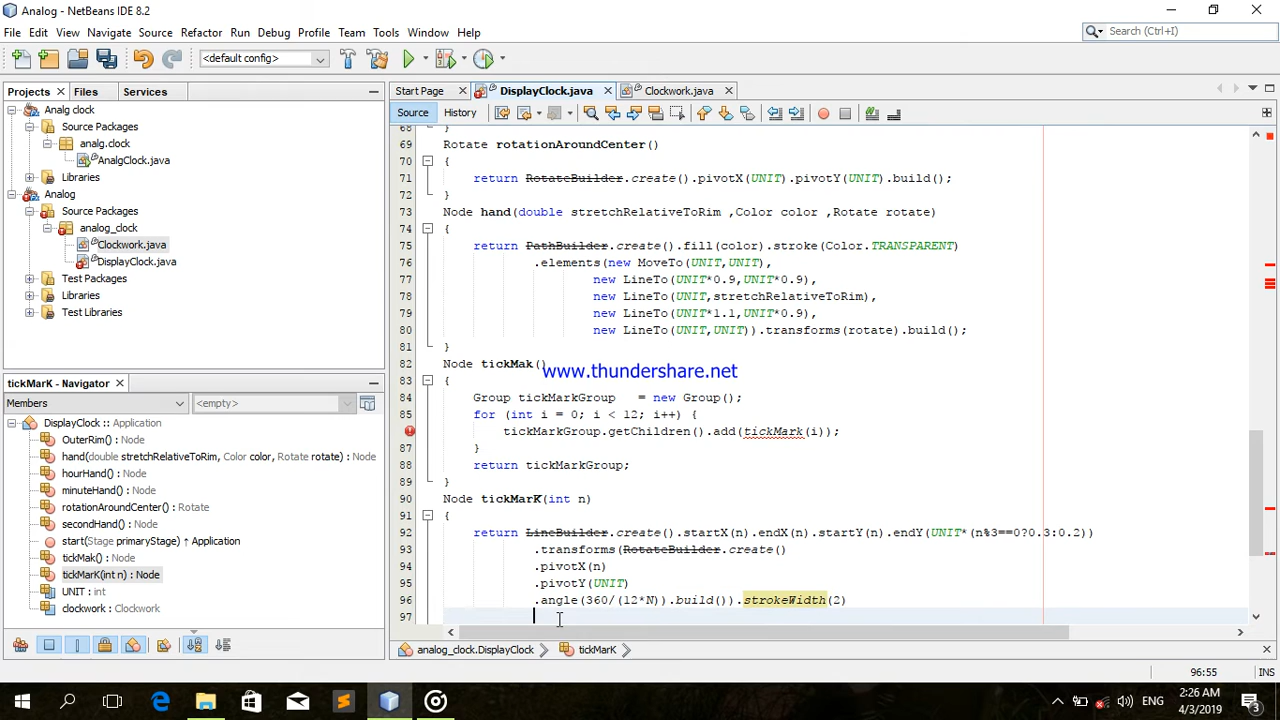 Analog - NetBeans IDE 8.2
File Edit View Navigate Source Refactor Run Debug Profile Team Tools Window Help
Search (Ctrl+I)
<default config>
Projects Files Services
Start Page DisplayClock.java Clockwork.java
Source History
Analg clock
Source Packages
analg.clock
AnalgClock.java
Libraries
Analog
Source Packages
analog_clock
Clockwork.java
DisplayClock.java
Test Packages
Libraries
Test Libraries
tickMarK - Navigator
Members <empty>
DisplayClock :: Application
OuterRim() : Node
hand(double stretchRelativeToRim, Color color, Rotate rotate) : Node
hourHand() : Node
minuteHand() : Node
rotationAroundCenter() : Rotate
secondHand() : Node
start(Stage primaryStage) ↑ Application
tickMak() : Node
tickMarK(int n) : Node
UNIT : int
clockwork : Clockwork
68 }
69 Rotate rotationAroundCenter()
70 {
71 return RotateBuilder.create().pivotX(UNIT).pivotY(UNIT).build();
72 }
73 Node hand(double stretchRelativeToRim ,Color color ,Rotate rotate)
74 {
75 return PathBuilder.create().fill(color).stroke(Color.TRANSPARENT)
76 .elements(new MoveTo(UNIT,UNIT),
77 new LineTo(UNIT*0.9,UNIT*0.9),
78 new LineTo(UNIT,stretchRelativeToRim),
79 new LineTo(UNIT*1.1,UNIT*0.9),
80 new LineTo(UNIT,UNIT)).transforms(rotate).build();
81 }
82 Node tickMak()
www.thundershare.net
83 {
84 Group tickMarkGroup = new Group();
85 for (int i = 0; i < 12; i++) {
tickMarkGroup.getChildren().add(tickMark(i));
87 }
88 return tickMarkGroup;
89 }
90 Node tickMarK(int n)
91 {
92 return LineBuilder.create().startX(n).endX(n).startY(n).endY(UNIT*(n%3==0?0.3:0.2))
93 .transforms(RotateBuilder.create()
94 .pivotX(n)
95 .pivotY(UNIT)
96 .angle(360/(12*N)).build()).strokeWidth(2)
97
analog_clock.DisplayClock tickMarK
96:55
ENG
2:26 AM
4/3/2019
3